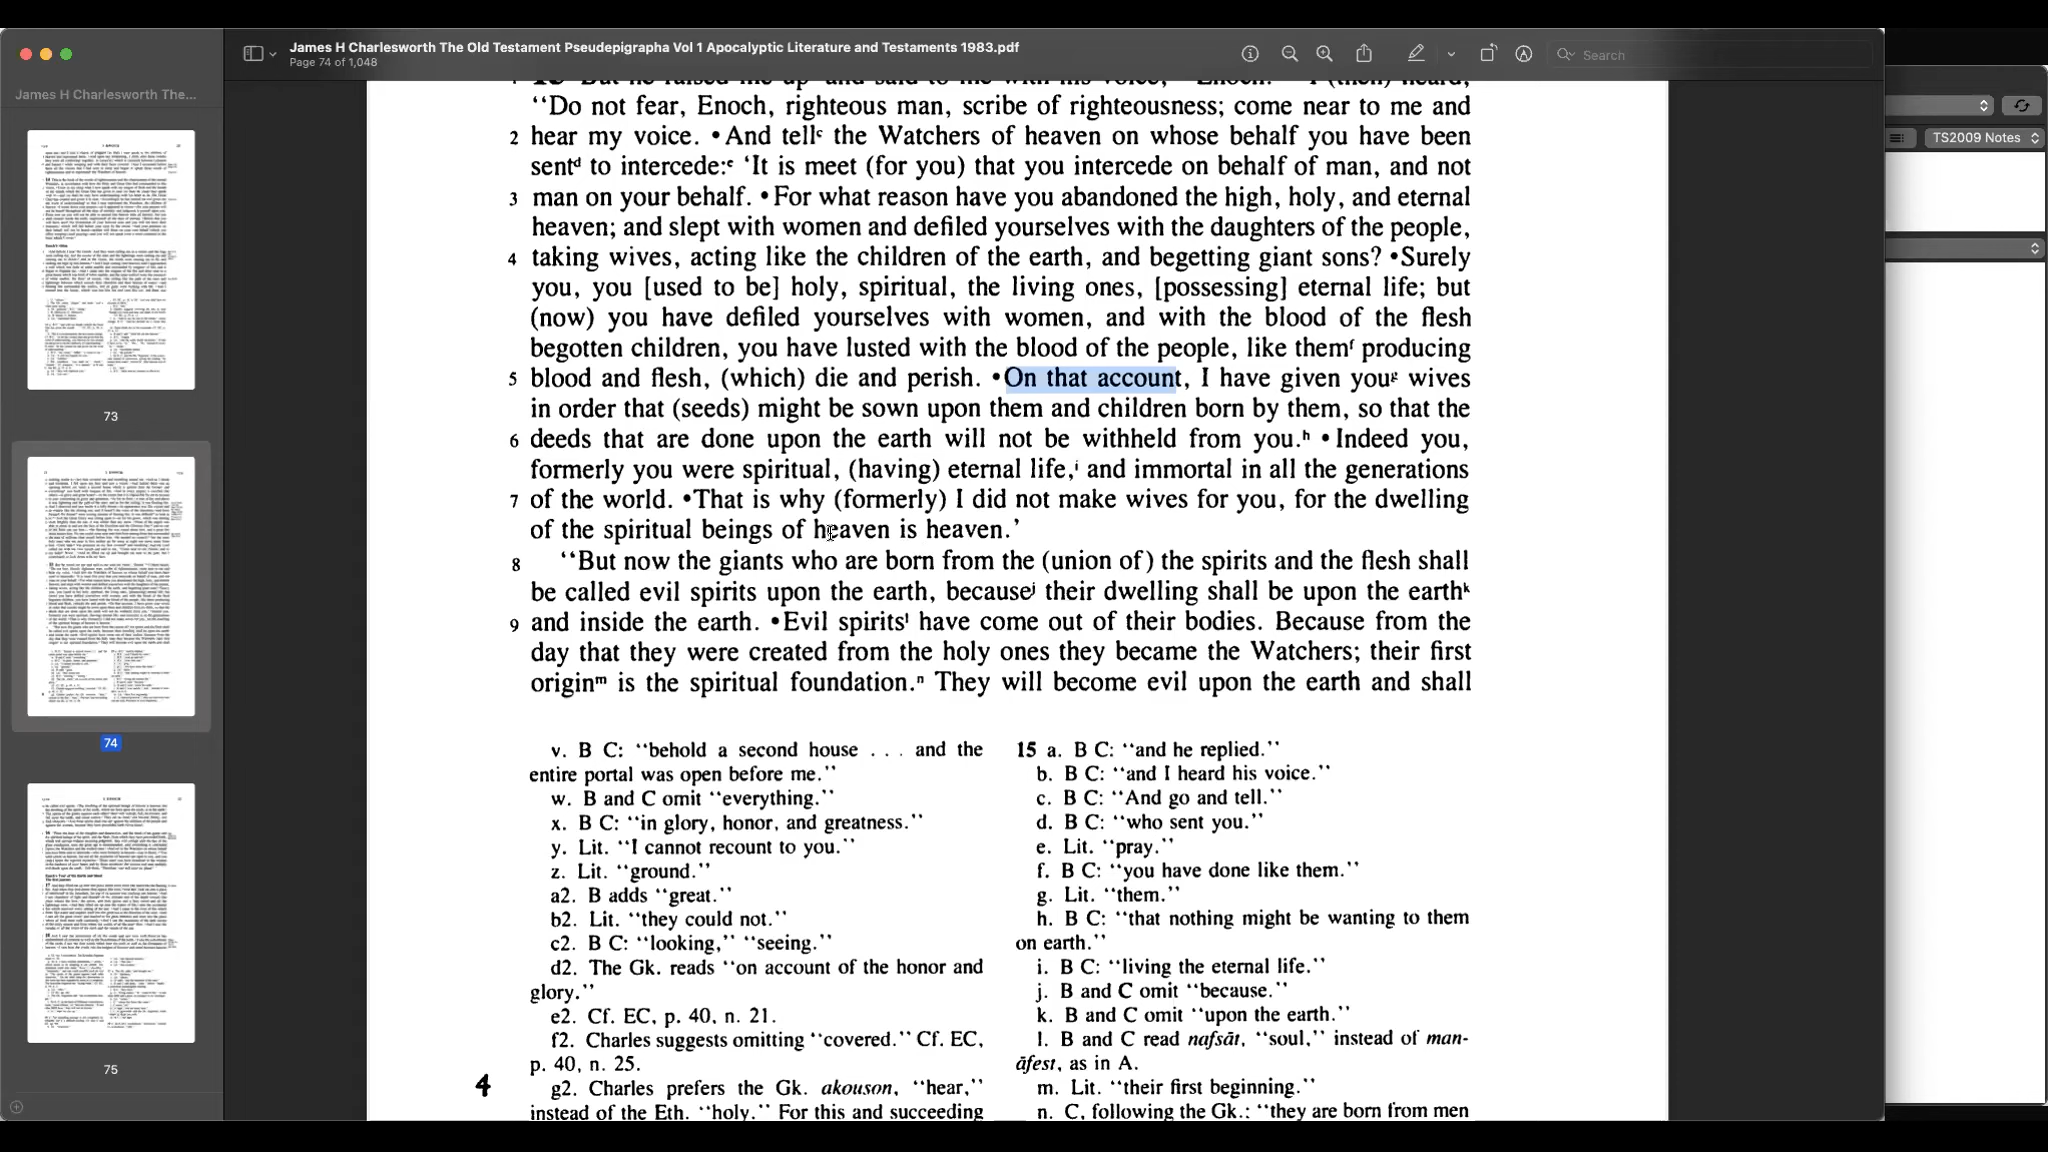 James H Charlesworth The Old Testament Pseudepigrapha Vol 1 Apocalyptic Literature and Testaments 1983.pdf
Page 74 of 1,048
Search
James H Charlesworth The...
73
74
75
TS2009 Notes
"Do not fear, Enoch, righteous man, scribe of righteousness; come near to me and
2 hear my voice. •And tellᶜ the Watchers of heaven on whose behalf you have been
sentᵈ to intercede:ᵉ 'It is meet (for you) that you intercede on behalf of man, and not
3 man on your behalf. •For what reason have you abandoned the high, holy, and eternal
heaven; and slept with women and defiled yourselves with the daughters of the people,
4 taking wives, acting like the children of the earth, and begetting giant sons? •Surely
you, you [used to be] holy, spiritual, the living ones, [possessing] eternal life; but
(now) you have defiled yourselves with women, and with the blood of the flesh
begotten children, you have lusted with the blood of the people, like themᶠ producing
5 blood and flesh, (which) die and perish. •On that account, I have given youᵍ wives
in order that (seeds) might be sown upon them and children born by them, so that the
6 deeds that are done upon the earth will not be withheld from you.ʰ •Indeed you,
formerly you were spiritual, (having) eternal life,ⁱ and immortal in all the generations
7 of the world. •That is why (formerly) I did not make wives for you, for the dwelling
of the spiritual beings of heaven is heaven.'
8 "But now the giants who are born from the (union of) the spirits and the flesh shall
be called evil spirits upon the earth, becauseʲ their dwelling shall be upon the earthᵏ
9 and inside the earth. •Evil spiritsˡ have come out of their bodies. Because from the
day that they were created from the holy ones they became the Watchers; their first
originᵐ is the spiritual foundation.ⁿ They will become evil upon the earth and shall
v. B C: "behold a second house . . . and the
entire portal was open before me."
w. B and C omit "everything."
x. B C: "in glory, honor, and greatness."
y. Lit. "I cannot recount to you."
z. Lit. "ground."
a2. B adds "great."
b2. Lit. "they could not."
c2. B C: "looking," "seeing."
d2. The Gk. reads "on account of the honor and
glory."
e2. Cf. EC, p. 40, n. 21.
f2. Charles suggests omitting "covered." Cf. EC,
p. 40, n. 25.
g2. Charles prefers the Gk. akouson, "hear,"
instead of the Eth. "holy." For this and succeeding
15 a. B C: "and he replied."
b. B C: "and I heard his voice."
c. B C: "And go and tell."
d. B C: "who sent you."
e. Lit. "pray."
f. B C: "you have done like them."
g. Lit. "them."
h. B C: "that nothing might be wanting to them
on earth."
i. B C: "living the eternal life."
j. B and C omit "because."
k. B and C omit "upon the earth."
l. B and C read nafsāt, "soul," instead of man-
āfest, as in A.
m. Lit. "their first beginning."
n. C, following the Gk.: "they are born from men
4